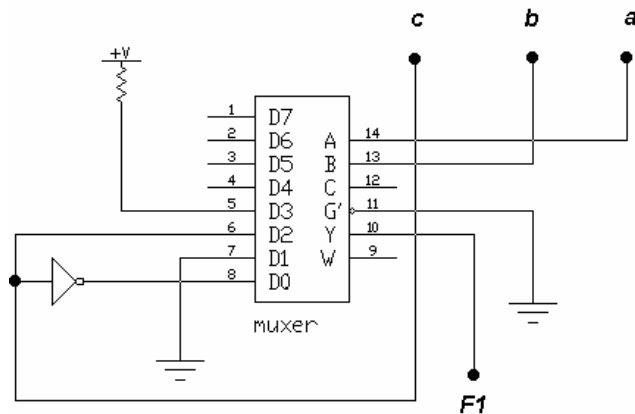 c b a
+V
1 D7
2 D6 A 14
3 D5 B 13
4 D4 C 12
5 D3 G' 11
6 D2 Y 10
7 D1 W 9
8 D0
muxer
F1